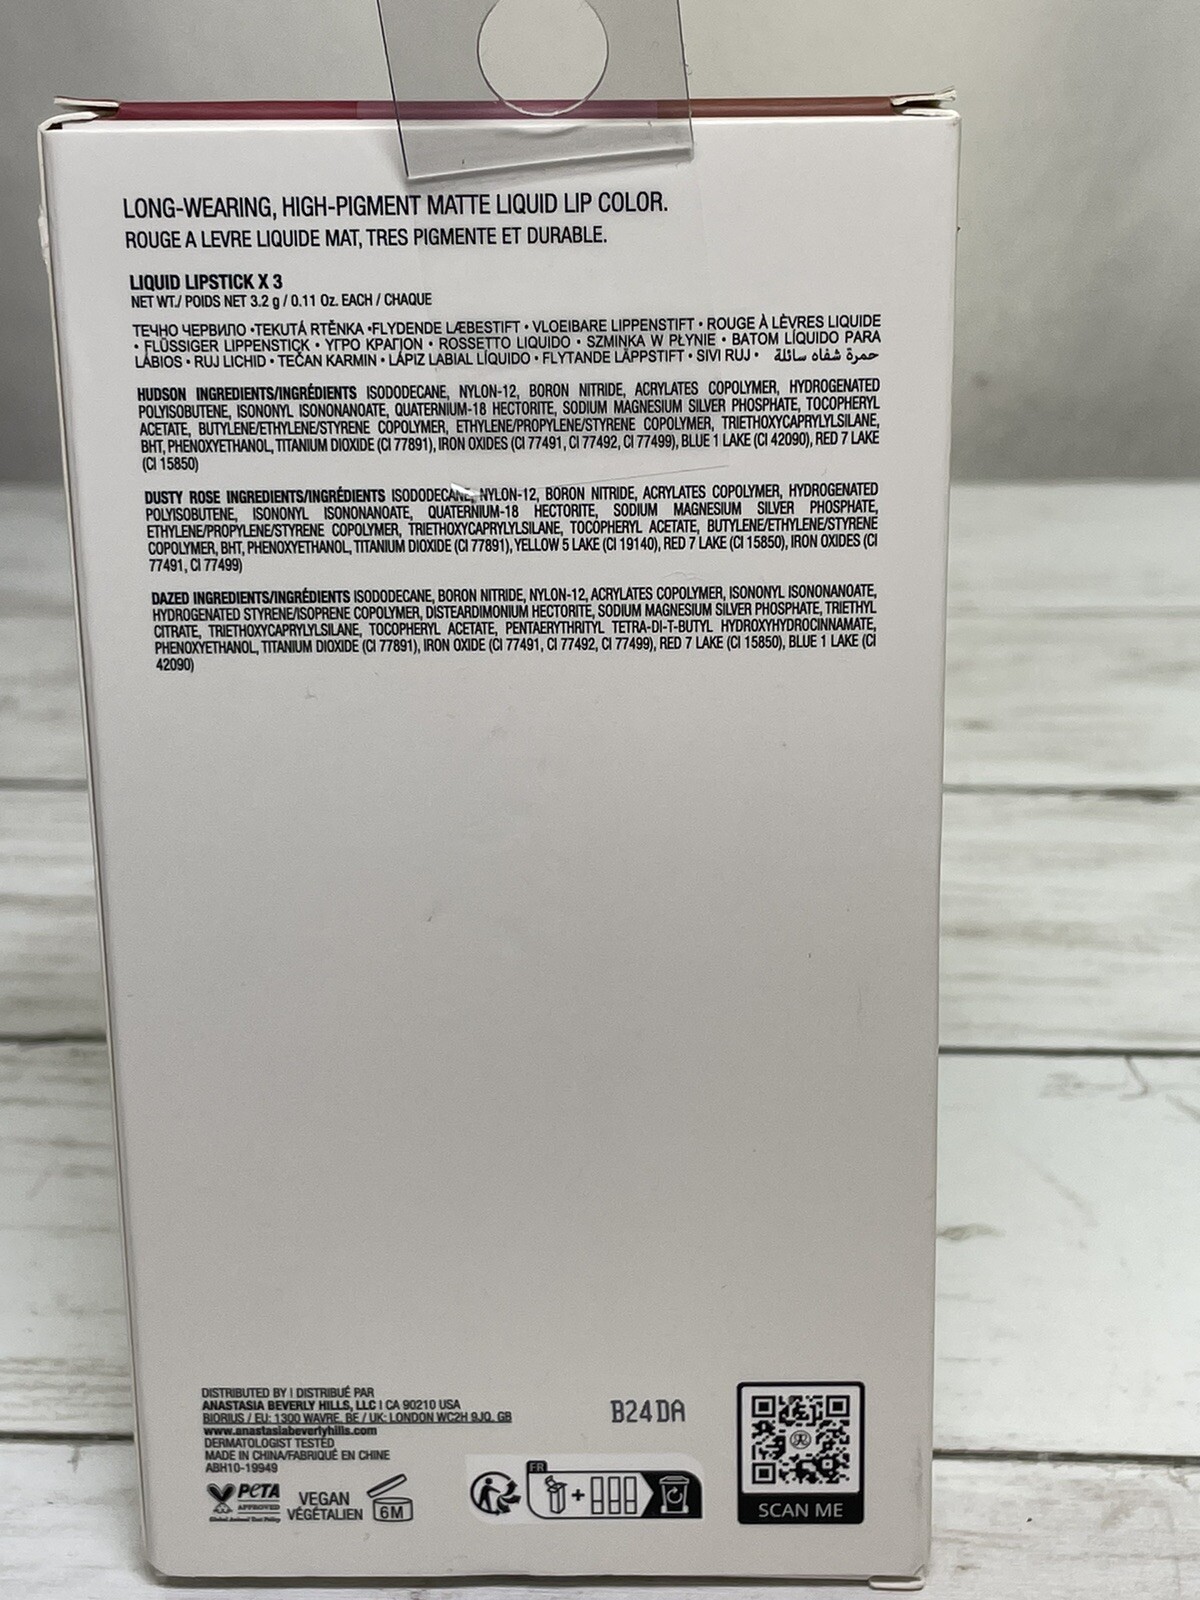 LONG-WEARING, HIGH-PIGMENT MATTE LIQUID LIP COLOR.
ROUGE A LEVRE LIQUIDE MAT, TRES PIGMENTE ET DURABLE.
LIQUID LIPSTICK X 3
NET WT./ POIDS NET 3.2 g / 0.11 Oz. EACH / CHAQUE
ТЕЧНО ЧЕРВИЛО •TEKUTÁ RTĚNKA •FLYDENDE LÆBESTIFT • VLOEIBARE LIPPENSTIFT • ROUGE À LÈVRES LIQUIDE
• FLÜSSIGER LIPPENSTICK • ΥΓΡΟ ΚΡΑΓΙΟΝ • ROSSETTO LIQUIDO • SZMINKA W PŁYNIE • BATOM LÍQUIDO PARA
LÁBIOS • RUJ LICHID • TEČAN KARMIN • LÁPIZ LABIAL LÍQUIDO • FLYTANDE LÄPPSTIFT • SIVI RUJ • حمرة شفاه سائلة
HUDSON INGREDIENTS/INGRÉDIENTS ISODODECANE, NYLON-12, BORON NITRIDE, ACRYLATES COPOLYMER, HYDROGENATED
POLYISOBUTENE, ISONONYL ISONONANOATE, QUATERNIUM-18 HECTORITE, SODIUM MAGNESIUM SILVER PHOSPHATE, TOCOPHERYL
ACETATE, BUTYLENE/ETHYLENE/STYRENE COPOLYMER, ETHYLENE/PROPYLENE/STYRENE COPOLYMER, TRIETHOXYCAPRYLYLSILANE,
BHT, PHENOXYETHANOL, TITANIUM DIOXIDE (CI 77891), IRON OXIDES (CI 77491, CI 77492, CI 77499), BLUE 1 LAKE (CI 42090), RED 7 LAKE
(CI 15850)
DUSTY ROSE INGREDIENTS/INGRÉDIENTS ISODODECANE, NYLON-12, BORON NITRIDE, ACRYLATES COPOLYMER, HYDROGENATED
POLYISOBUTENE, ISONONYL ISONONANOATE, QUATERNIUM-18 HECTORITE, SODIUM MAGNESIUM SILVER PHOSPHATE,
ETHYLENE/PROPYLENE/STYRENE COPOLYMER, TRIETHOXYCAPRYLYLSILANE, TOCOPHERYL ACETATE, BUTYLENE/ETHYLENE/STYRENE
COPOLYMER, BHT, PHENOXYETHANOL, TITANIUM DIOXIDE (CI 77891), YELLOW 5 LAKE (CI 19140), RED 7 LAKE (CI 15850), IRON OXIDES (CI
77491, CI 77499)
DAZED INGREDIENTS/INGRÉDIENTS ISODODECANE, BORON NITRIDE, NYLON-12, ACRYLATES COPOLYMER, ISONONYL ISONONANOATE,
HYDROGENATED STYRENE/ISOPRENE COPOLYMER, DISTEARDIMONIUM HECTORITE, SODIUM MAGNESIUM SILVER PHOSPHATE, TRIETHYL
CITRATE, TRIETHOXYCAPRYLYLSILANE, TOCOPHERYL ACETATE, PENTAERYTHRITYL TETRA-DI-T-BUTYL HYDROXYHYDROCINNAMATE,
PHENOXYETHANOL, TITANIUM DIOXIDE (CI 77891), IRON OXIDE (CI 77491, CI 77492, CI 77499), RED 7 LAKE (CI 15850), BLUE 1 LAKE (CI
42090)
DISTRIBUTED BY | DISTRIBUÉ PAR
ANASTASIA BEVERLY HILLS, LLC | CA 90210 USA
BIORIUS / EU: 1300 WAVRE, BE / UK: LONDON WC2H 9JQ, GB
www.anastasiabeverlyhills.com
DERMATOLOGIST TESTED
MADE IN CHINA/FABRIQUÉ EN CHINE
ABH10-19949
B24DA
PETA
APPROVED
Global Animal Test Policy
VEGAN
VÉGÉTALIEN
6M
FR
SCAN ME